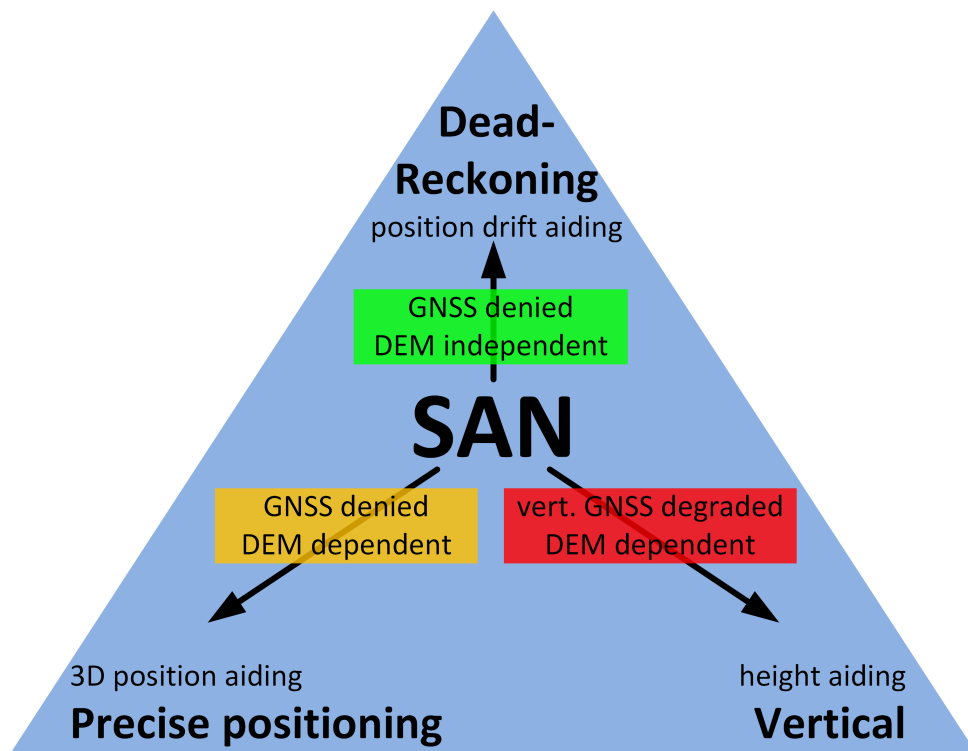 Dead-
Reckoning
position drift aiding
GNSS denied
DEM independent
SAN
GNSS denied
DEM dependent
vert. GNSS degraded
DEM dependent
3D position aiding
Precise positioning
height aiding
Vertical